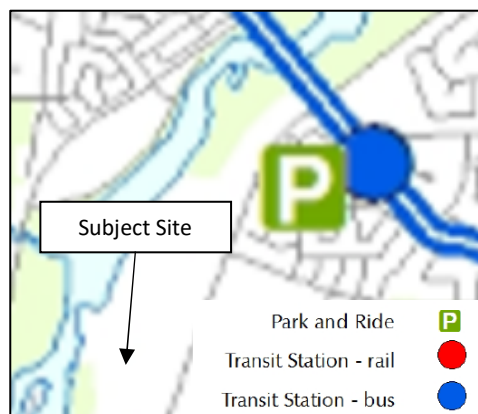 P
Subject Site
Park and Ride P
Transit Station - rail
Transit Station - bus